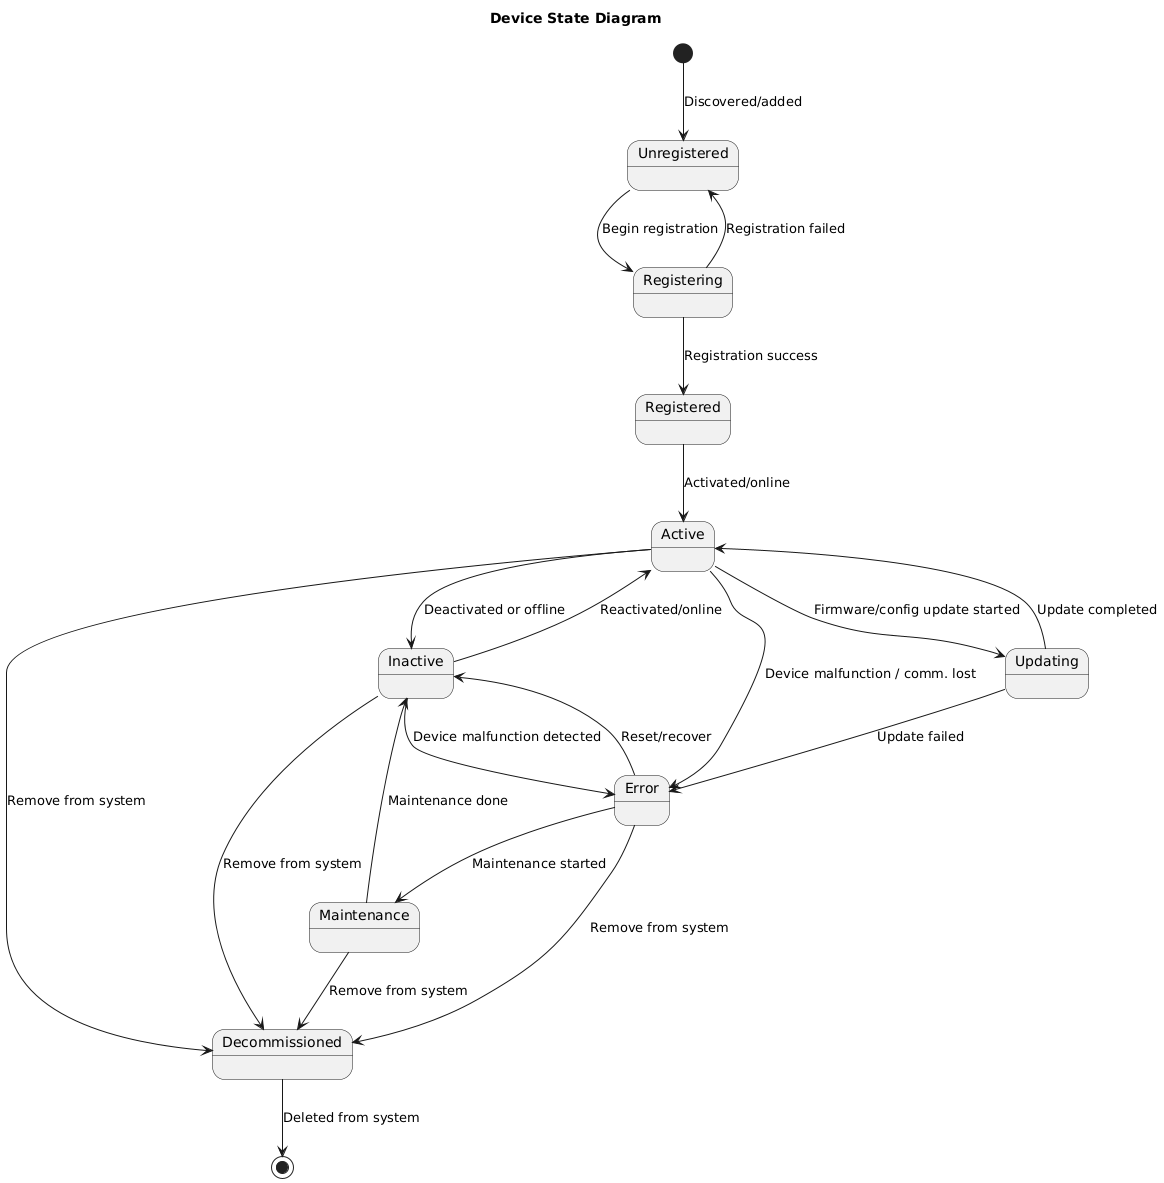 Device State Diagram
Discovered/added
Unregistered
Begin registration
Registration failed
Registering
Registration success
Registered
Activated/online
Active
Deactivated or offline
Reactivated/online
Firmware/config update started
Update completed
Inactive
Updating
Device malfunction / comm. lost
Device malfunction detected
Reset/recover
Update failed
Error
Remove from system
Maintenance done
Remove from system
Maintenance started
Maintenance
Remove from system
Remove from system
Decommissioned
Deleted from system